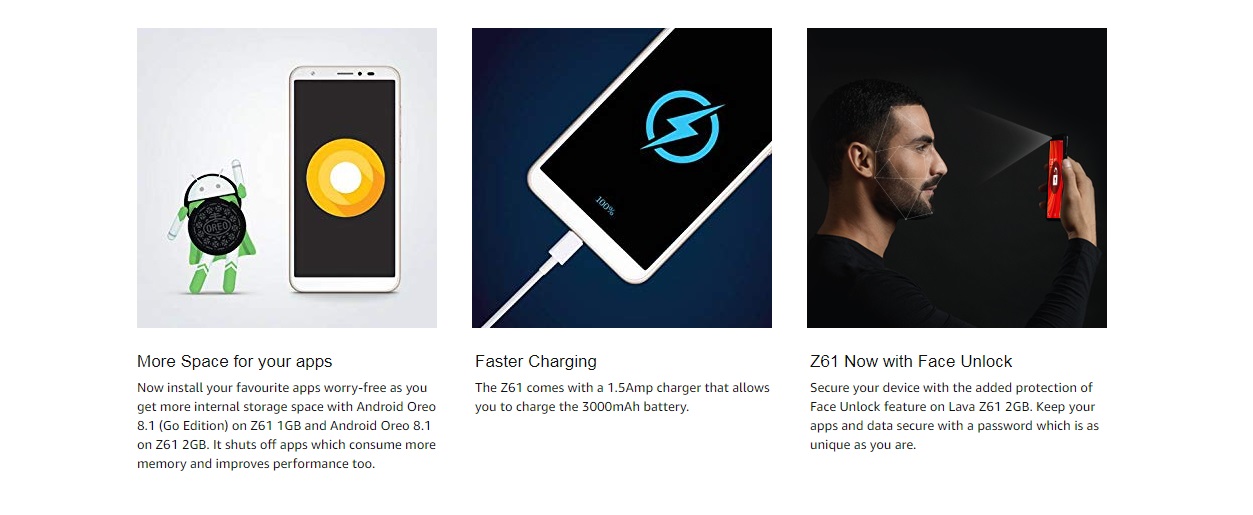 OREO
100%
More Space for your apps
Now install your favourite apps worry-free as you
get more internal storage space with Android Oreo
8.1 (Go Edition) on Z61 1GB and Android Oreo 8.1
on Z61 2GB. It shuts off apps which consume more
memory and improves performance too.
Faster Charging
The Z61 comes with a 1.5Amp charger that allows
you to charge the 3000mAh battery.
Z61 Now with Face Unlock
Secure your device with the added protection of
Face Unlock feature on Lava Z61 2GB. Keep your
apps and data secure with a password which is as
unique as you are.